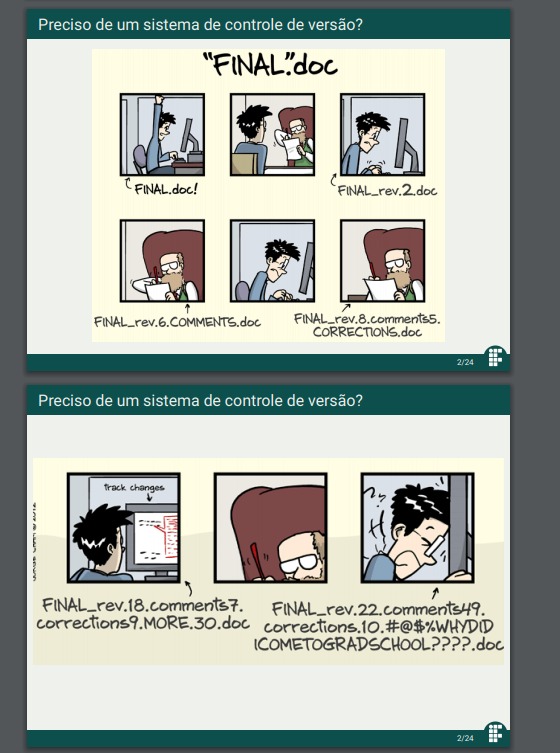 Preciso de um sistema de controle de versão?
"FINAL".doc
FINAL.doc!
FINAL_rev.2.doc
FINAL_rev.6.COMMENTS.doc
FINAL_rev.8.comments5.
CORRECTIONS.doc
2/24
Preciso de um sistema de controle de versão?
track changes
FINAL_rev.18.comments7.
corrections9.MORE.30.doc
FINAL_rev.22.comments49.
corrections.10.#@$%WHYDID
ICOMETOGRADSCHOOL????.doc
2/24